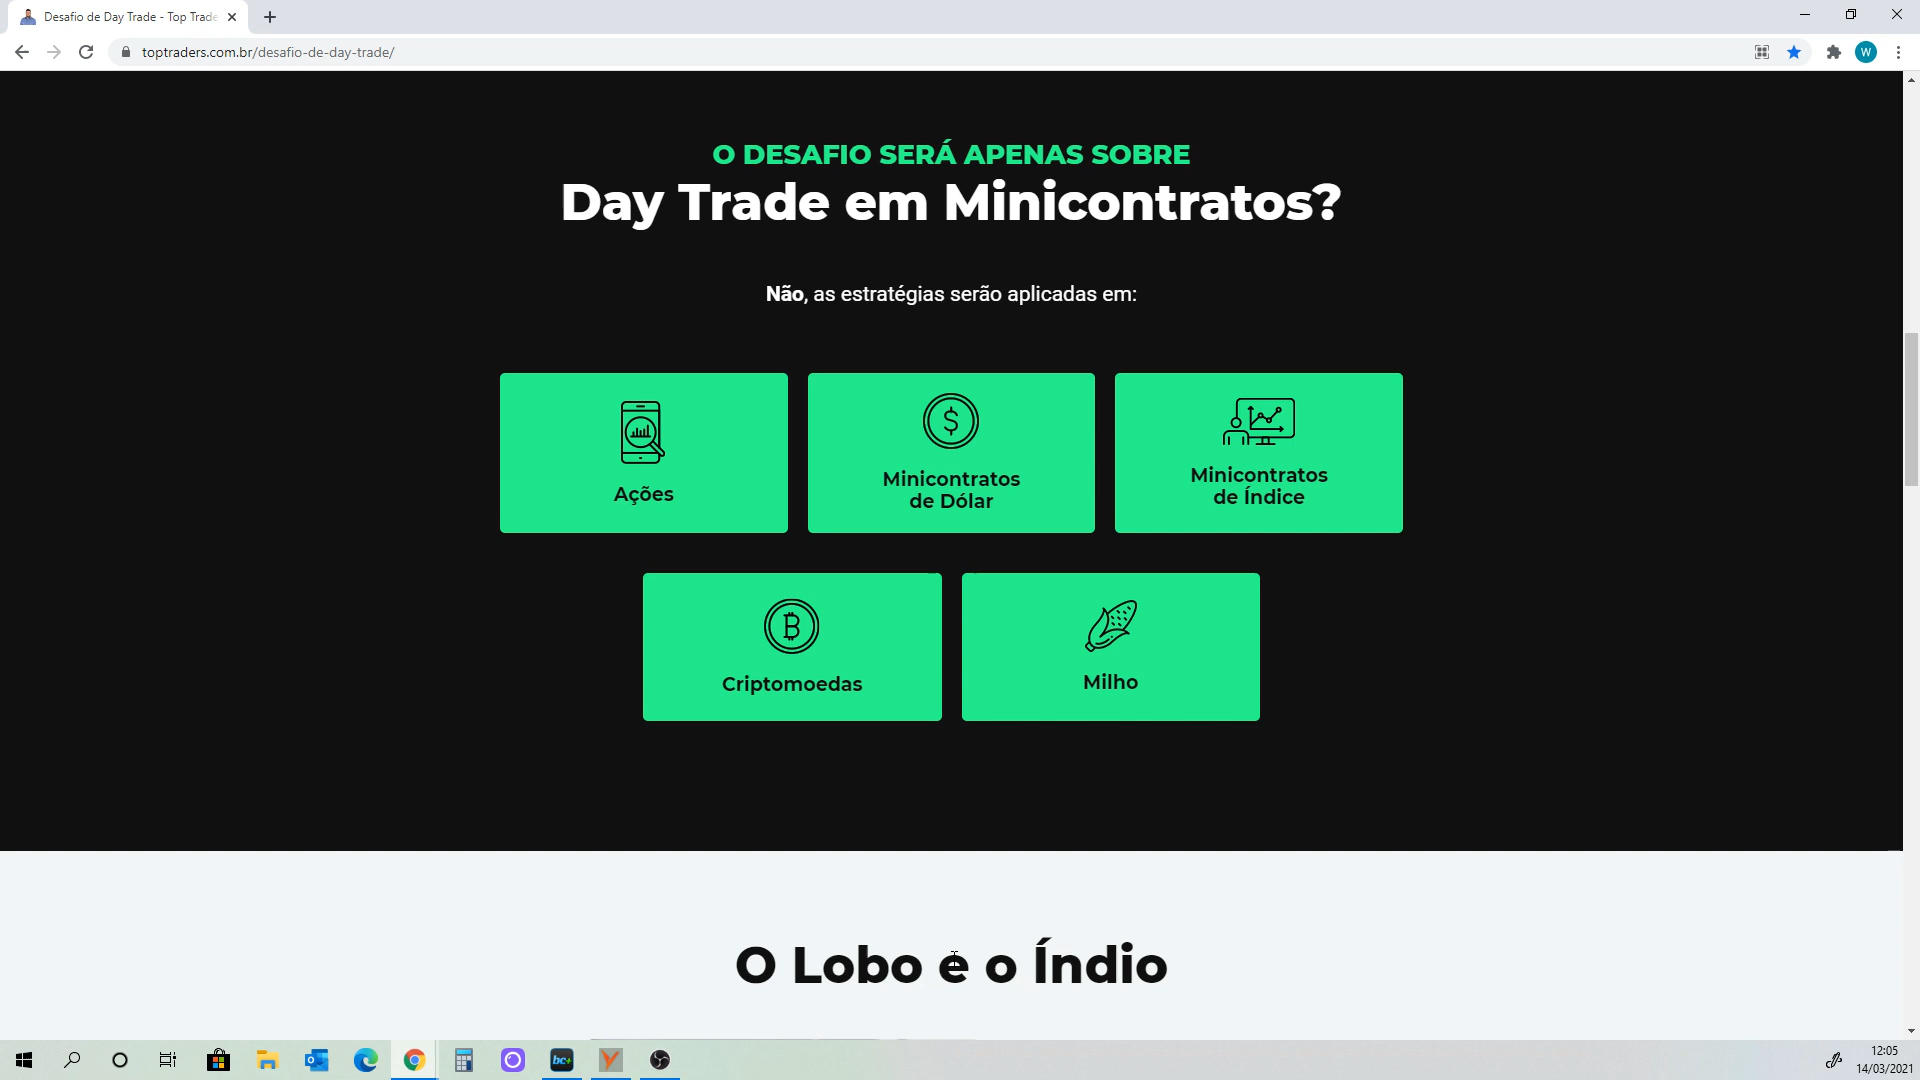 Desafio de Day Trade - Top Trade
toptraders.com.br/desafio-de-day-trade/
W
O DESAFIO SERÁ APENAS SOBRE
Day Trade em Minicontratos?
Não, as estratégias serão aplicadas em:
Ações
Minicontratos
de Dólar
Minicontratos
de Índice
Criptomoedas
Milho
O Lobo e o Índio
bc+
12:05
14/03/2021